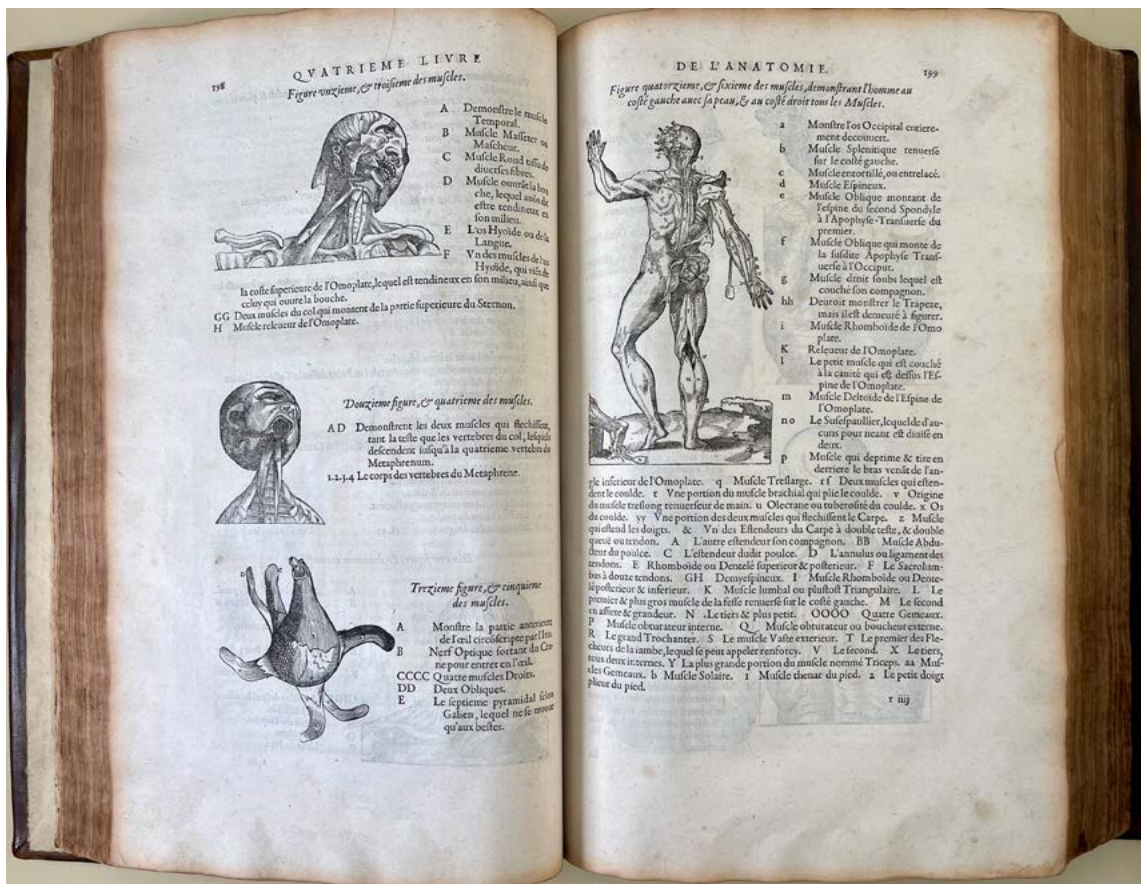 198
QVATRIEME LIVRE
Figure vnzieme, & troisieme des muſcles.
A Demonſtre le muſcle
Temporal.
B Muſcle Maſſeter ou
Maſcheur.
C Muſcle Rond tiſſu de
diuerſes fibres.
D Muſcle ouurãt la bou
che, lequel
eſtre tendineux en
ſon milieu.
E L'os Hyoïde ou de la
Langue.
F Vn des muſcles de l'os
Hyoïde, qui viẽt de
la coſte ſuperieure de l'Omoplate, lequel eſt tendineux en ſon milieu, ainſi que
celuy qui ouure la bouche.
GG Deux muſcles du col qui montent de la partie ſuperieure du Sternon.
H Muſcle releueur de l'Omoplate.
Douzieme figure, & quatrieme des muſcles.
AD Demonſtrent les deux muſcles qui flechiſſent,
tant la teſte que les vertebres du col, leſquels
deſcendent iuſqu'à la quatrieme vertebre du
Metaphrenum.
1.2.3.4 Le corps des vertebres du Metaphrene.
Trezieme figure, & cinquieme
des muſcles.
A Monſtre la partie anterieure
de l'œil circõſcripte par l'Iris.
B Nerf Optique ſortant du Cra
ne pour entrer en l'œil.
CCCC Quatre muſcles Droits.
DD Deux Obliques.
E Le ſeptieme pyramidal ſelon
Galien, lequel ne ſe trouue
qu'aux beſtes.
DE L'ANATOMIE.
199
Figure quatorzieme, & ſixieme des muſcles, demonſtrant l'homme au
coſté gauche auec ſa peau, & au coſté droit tous les Muſcles.
a Monſtre l'os Occipital entiere-
ment decouuert.
b Muſcle Splenitique renuerſé
ſur le coſté gauche.
c Muſcle entortillé, ou entrelacé.
d Muſcle Eſpineux.
e Muſcle Oblique montant de
l'eſpine du ſecond Spondyle
à l'Apophyſe Tranſuerſe du
premier.
f Muſcle Oblique qui monte de
la ſuſdite Apophyſe Tranſ-
uerſe à l'Occiput.
g Muſcle droit ſoubs lequel eſt
couché ſon compagnon.
hh Deuroit monſtrer le Trapeze,
mais il eſt demeuré à figurer.
i Muſcle Rhomboïde de l'Omo
plate.
K Releueur de l'Omoplate.
l Le petit muſcle qui eſt couché
à la cauité qui eſt deſſus l'Eſ-
pine de l'Omoplate.
m Muſcle Deltoïde de l'Eſpine de
l'Omoplate.
no Le Suſeſpaullier, lequel d'au-
cuns pour neant eſt diuiſé en
deux.
p Muſcle qui deprime & tire en
derriere le bras venãt de l'an-
gle inferieur de l'Omoplate. q Muſcle Treſlarge. rſ Deux muſcles qui eſten-
dent le coulde. t Vne portion du muſcle brachial qui plie le coulde. v Origine
du muſcle treſlong renuerſeur de main. u Olecrane ou tuberoſité du coulde. x Os
du coulde. yy Vne portion des deux muſcles qui flechiſſent le Carpe. z Muſcle
qui eſtend les doigts. & Vn des Eſtendeurs du Carpe à double teſte, & double
queuë ou tendon. A L'autre eſtendeur ſon compagnon. BB Muſcle Abdu-
cteur du poulce. C L'eſtendeur dudit poulce. D L'annulus ou ligament des
tendons. E Rhomboïde ou Dentelé ſuperieur & poſterieur. F Le Sacrolum-
bus à douze tendons. GH Demyeſpineux. I Muſcle Rhomboïde ou Dente-
lé poſterieur & inferieur. K Muſcle lumbal ou pluſtoſt Triangulaire. L Le
premier & plus gros muſcle de la feſſe renuerſé ſur le coſté gauche. M Le ſecond
en aſſiete & grandeur. N Le tiers & plus petit. OOOO Quatre Gemeaux.
P Muſcle obturateur interne. Q Muſcle obturateur ou boucheur externe.
R Le grand Trochanter. S Le muſcle Vaſte exterieur. T Le premier des Fle-
cheurs de la iambe, lequel ſe peut appeler renforcy. V Le ſecond. X Le tiers,
tous deux internes. Y La plus grande portion du muſcle nommé Triceps. aa Muſ-
cles Gemeaux. b Muſcle Solaire. 1 Muſcle thenar du pied. 2 Le petit doigt
plieur du pied.
r iiij